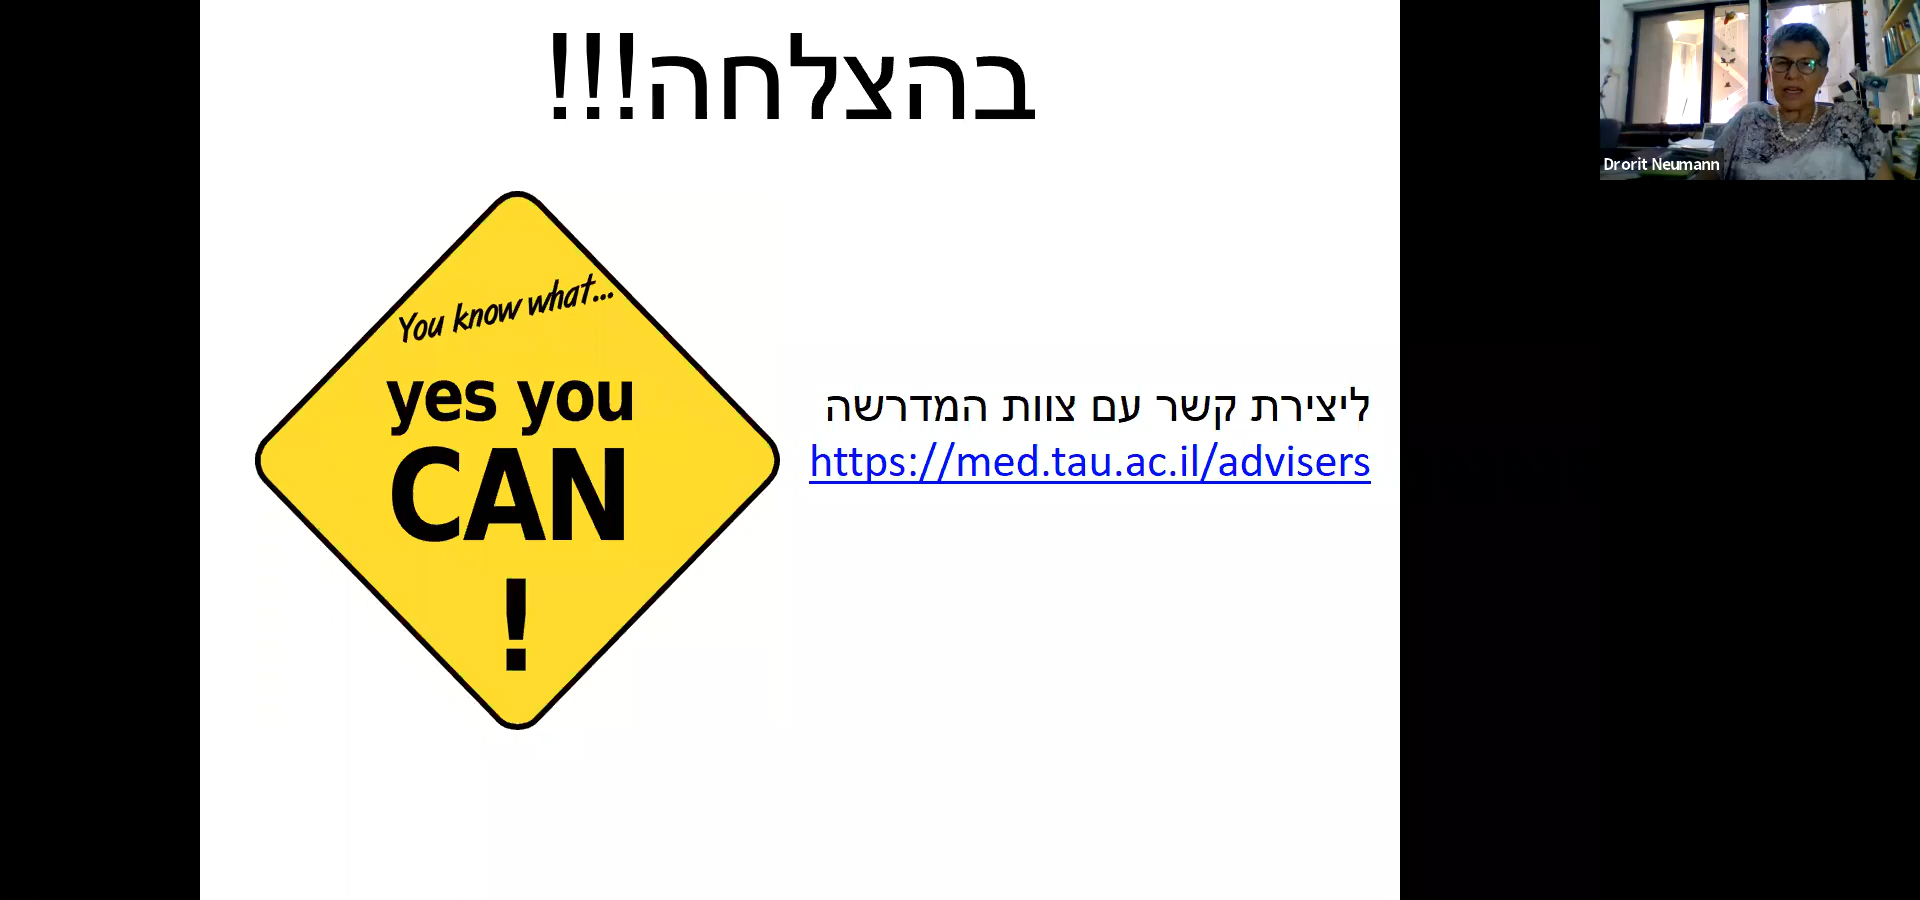 בהצלחה!!!
You know what...
yes you
CAN
!
ליצירת קשר עם צוות המדרשה
https://med.tau.ac.il/advisers
Drorit Neumann